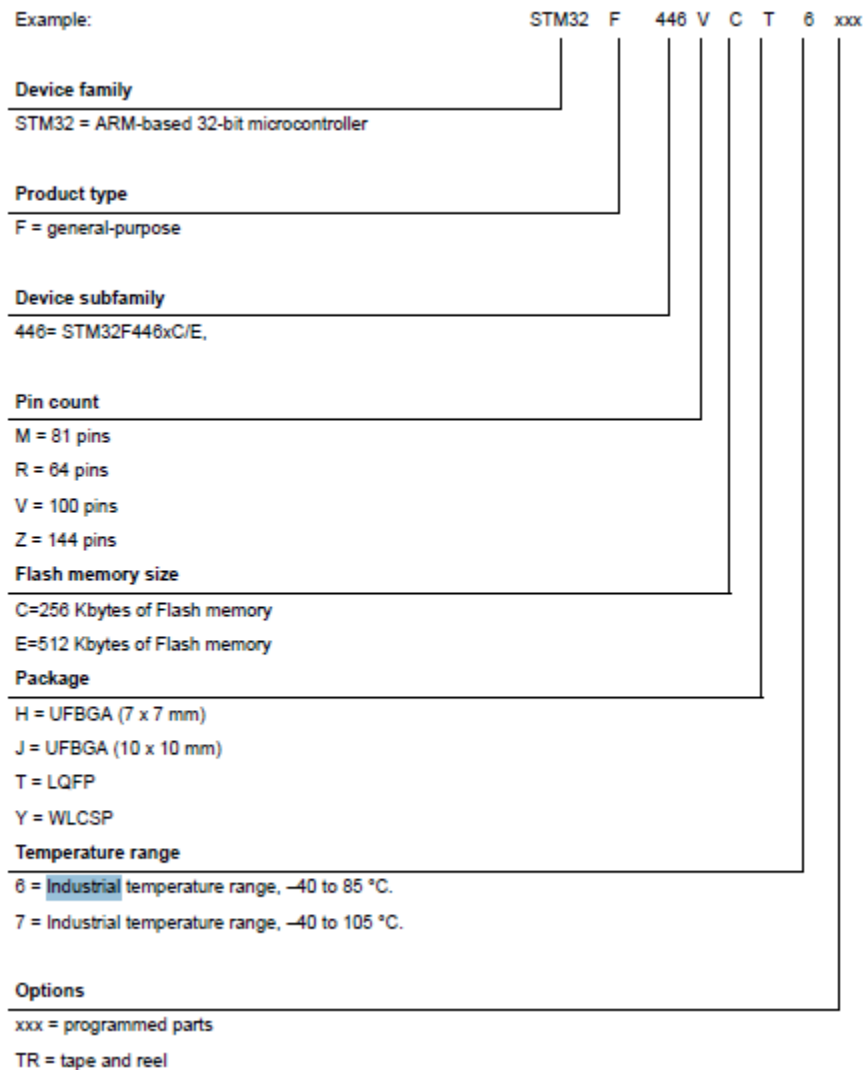 Example: STM32 F 446 V C T 6 xxx
Device family
STM32 = ARM-based 32-bit microcontroller
Product type
F = general-purpose
Device subfamily
446= STM32F446xC/E,
Pin count
M = 81 pins
R = 64 pins
V = 100 pins
Z = 144 pins
Flash memory size
C=256 Kbytes of Flash memory
E=512 Kbytes of Flash memory
Package
H = UFBGA (7 x 7 mm)
J = UFBGA (10 x 10 mm)
T = LQFP
Y = WLCSP
Temperature range
6 = Industrial temperature range, –40 to 85 °C.
7 = Industrial temperature range, –40 to 105 °C.
Options
xxx = programmed parts
TR = tape and reel